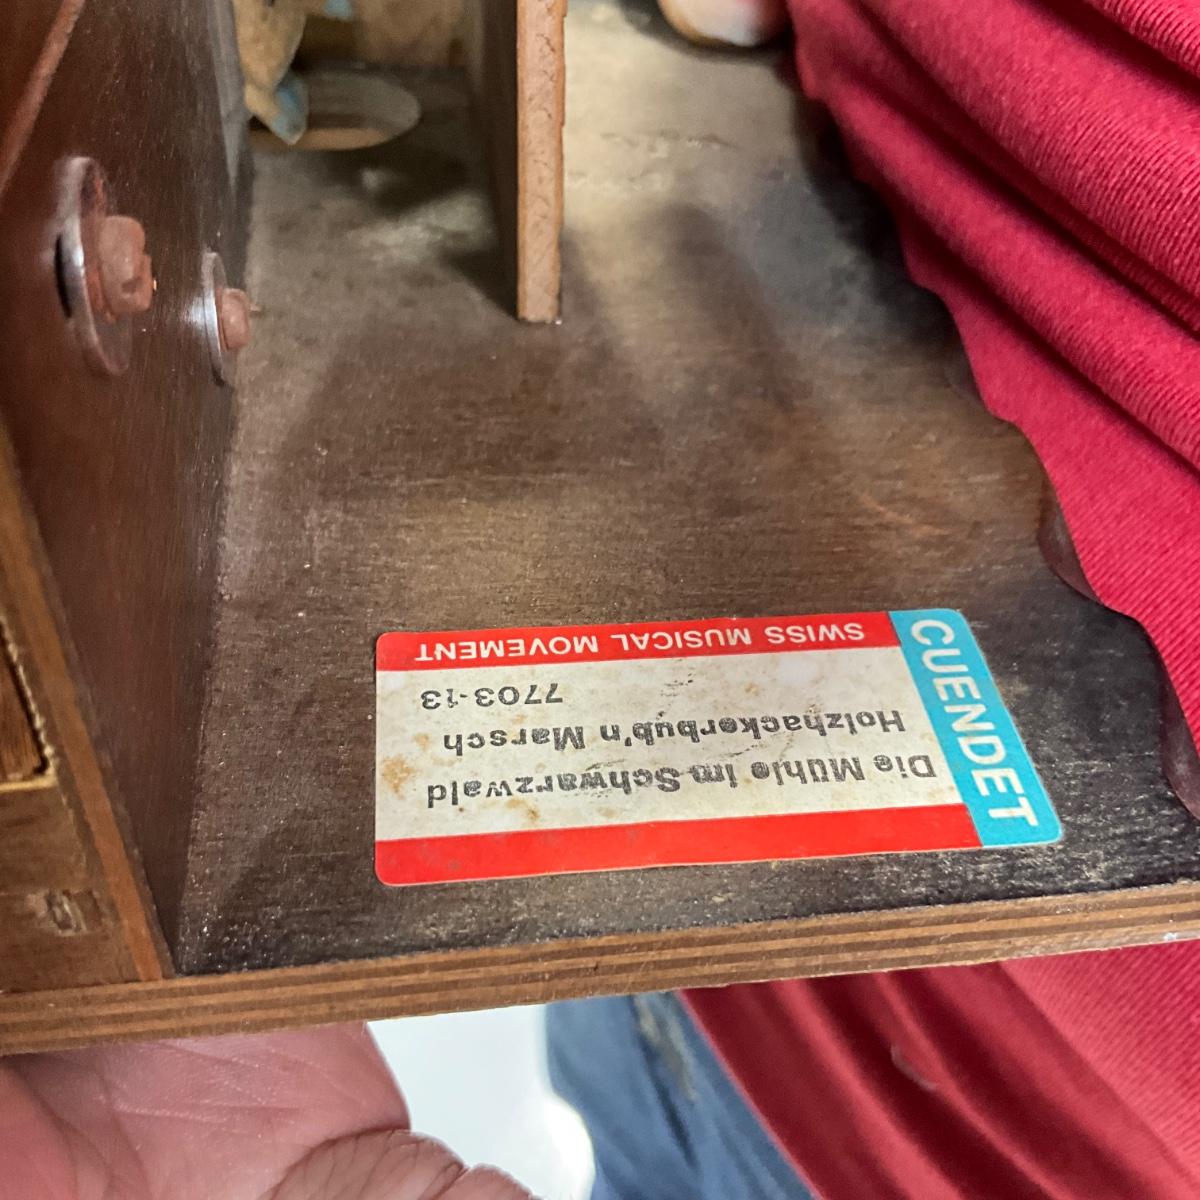 CUENDET
Die Mühle im Schwarzwald
Holzhackerbub'n Marsch
7703-13
SWISS MUSICAL MOVEMENT